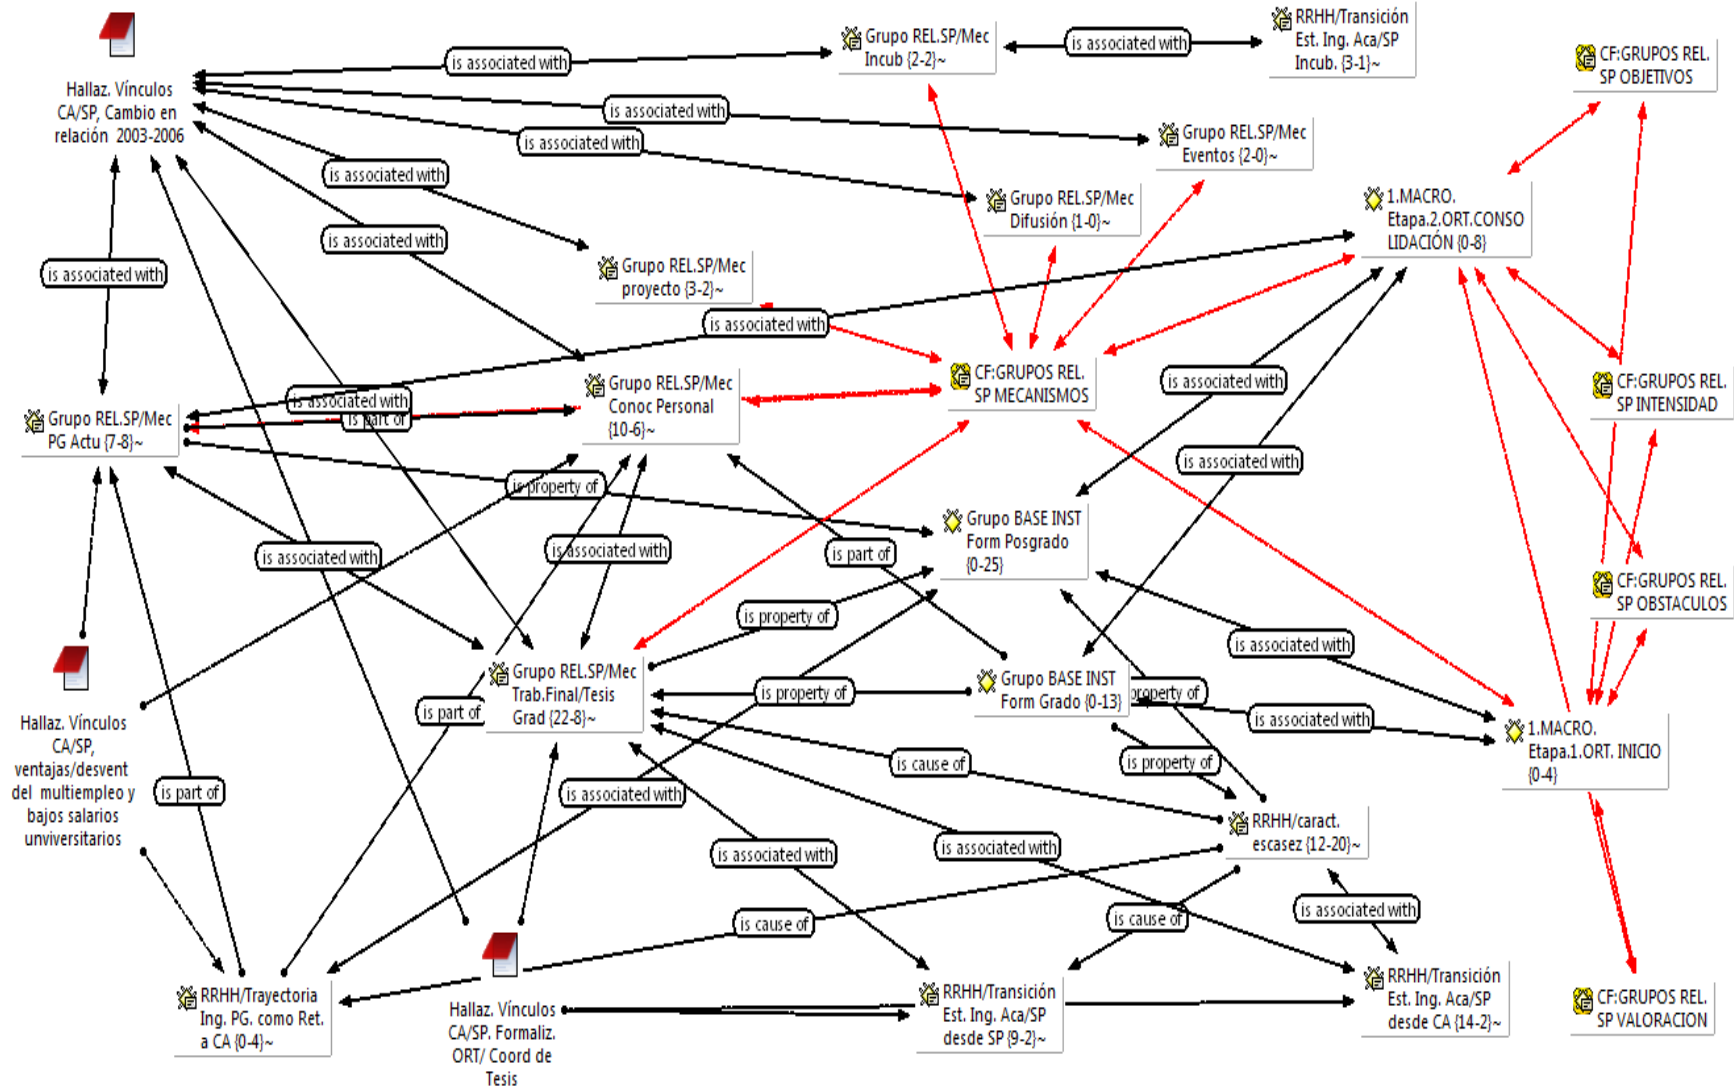 Grupo REL.SP/Mec
Incub {2-2}~
is associated with
RRHH/Transición
Est. Ing. Aca/SP
Incub. {3-1}~
CF:GRUPOS REL.
SP OBJETIVOS
is associated with
Hallaz. Vínculos
CA/SP, Cambio en
relación 2003-2006
is associated with
Grupo REL.SP/Mec
Eventos {2-0}~
is associated with
is associated with
Grupo REL.SP/Mec
Difusión {1-0}~
1.MACRO.
Etapa.2.ORT.CONSO
LIDACIÓN {0-8}
is associated with
is associated with
Grupo REL.SP/Mec
proyecto {3-2}~
is associated with
CF:GRUPOS REL.
SP MECANISMOS
is associated with
CF:GRUPOS REL.
SP INTENSIDAD
Grupo REL.SP/Mec
Conoc Personal
{10-6}~
is associated with
is part of
Grupo REL.SP/Mec
PG Actu {7-8}~
is associated with
is property of
Grupo BASE INST
Form Posgrado
{0-25}
is associated with
is associated with
is part of
CF:GRUPOS REL.
SP OBSTACULOS
is property of
is associated with
Grupo REL.SP/Mec
Trab.Final/Tesis
Grad {22-8}~
is property of
Grupo BASE INST
Form Grado {0-13}
property of
is part of
is associated with
Hallaz. Vínculos
CA/SP,
ventajas/desvent
del multiempleo y
bajos salarios
unviversitarios
1.MACRO.
Etapa.1.ORT. INICIO
{0-4}
is cause of
is property of
is part of
is associated with
RRHH/caract.
escasez {12-20}~
is associated with
is associated with
is cause of
is cause of
is associated with
RRHH/Trayectoria
Ing. PG. como Ret.
a CA {0-4}~
Hallaz. Vínculos
CA/SP. Formaliz.
ORT/ Coord de
Tesis
RRHH/Transición
Est. Ing. Aca/SP
desde SP {9-2}~
RRHH/Transición
Est. Ing. Aca/SP
desde CA {14-2}~
CF:GRUPOS REL.
SP VALORACION